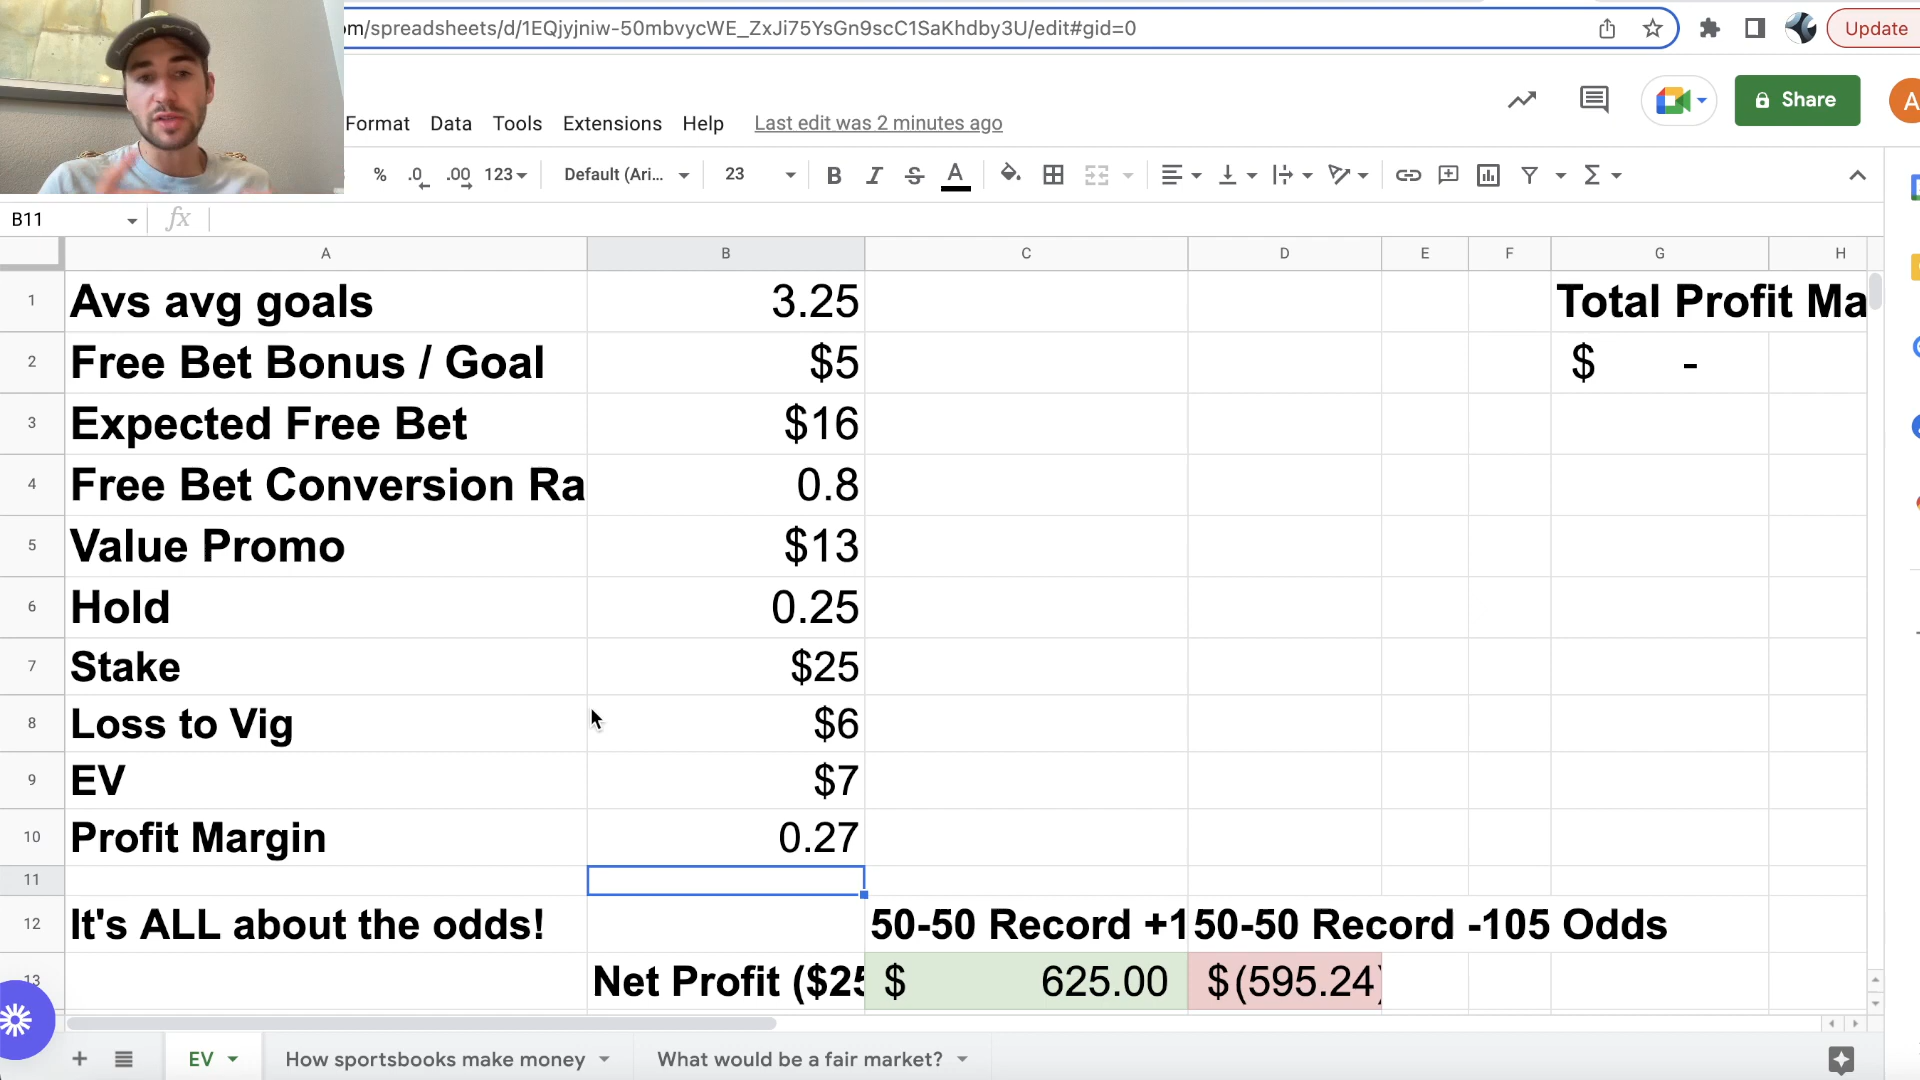 om/spreadsheets/d/1EQjyjniw-50mbvycWE_ZxJi75YsGn9scC1SaKhdby3U/edit#gid=0
Update
Format Data Tools Extensions Help Last edit was 2 minutes ago
Share
A
% .0 .00 123 Default (Ari... 23 B I S A
B11 fx
A B C D E F G H
1 Avs avg goals 3.25 Total Profit Ma
2 Free Bet Bonus / Goal $5 $ -
3 Expected Free Bet $16
4 Free Bet Conversion Ra 0.8
5 Value Promo $13
6 Hold 0.25
7 Stake $25
8 Loss to Vig $6
9 EV $7
10 Profit Margin 0.27
11
12 It's ALL about the odds! 50-50 Record +1 50-50 Record -105 Odds
13 Net Profit ($25 $ 625.00 $(595.24)
EV How sportsbooks make money What would be a fair market?